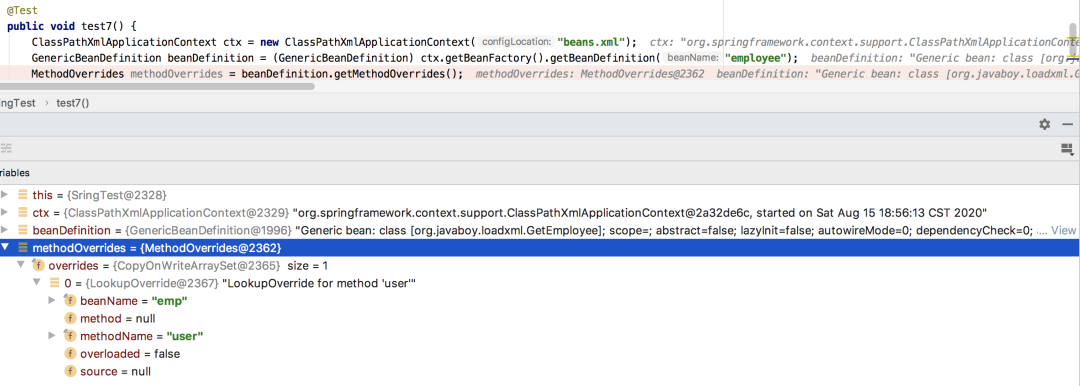 @Test
public void test7() {
ClassPathXmlApplicationContext ctx = new ClassPathXmlApplicationContext( configLocation: "beans.xml"); ctx: "org.springframework.context.support.ClassPathXmlApplicationConte
GenericBeanDefinition beanDefinition = (GenericBeanDefinition) ctx.getBeanFactory().getBeanDefinition( beanName: "employee"); beanDefinition: "Generic bean: class [org.j
MethodOverrides methodOverrides = beanDefinition.getMethodOverrides(); methodOverrides: MethodOverrides@2362 beanDefinition: "Generic bean: class [org.javaboy.loadxml.G
ingTest › test7()
riables
this = {SringTest@2328}
ctx = {ClassPathXmlApplicationContext@2329} "org.springframework.context.support.ClassPathXmlApplicationContext@2a32de6c, started on Sat Aug 15 18:56:13 CST 2020"
beanDefinition = {GenericBeanDefinition@1996} "Generic bean: class [org.javaboy.loadxml.GetEmployee]; scope=; abstract=false; lazyInit=false; autowireMode=0; dependencyCheck=0; .... View
methodOverrides = {MethodOverrides@2362}
overrides = {CopyOnWriteArraySet@2365} size = 1
0 = {LookupOverride@2367} "LookupOverride for method 'user'"
f beanName = "emp"
f method = null
f methodName = "user"
f overloaded = false
f source = null